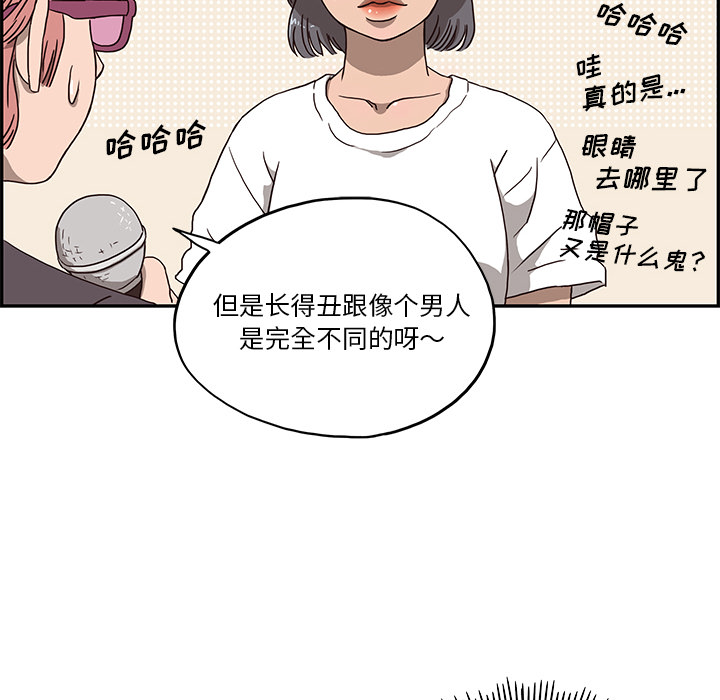 哈哈哈
哇
真的是...
哈哈哈
眼睛
去哪里了
那帽子
又是什么鬼?
但是长得丑跟像个男人
是完全不同的呀～